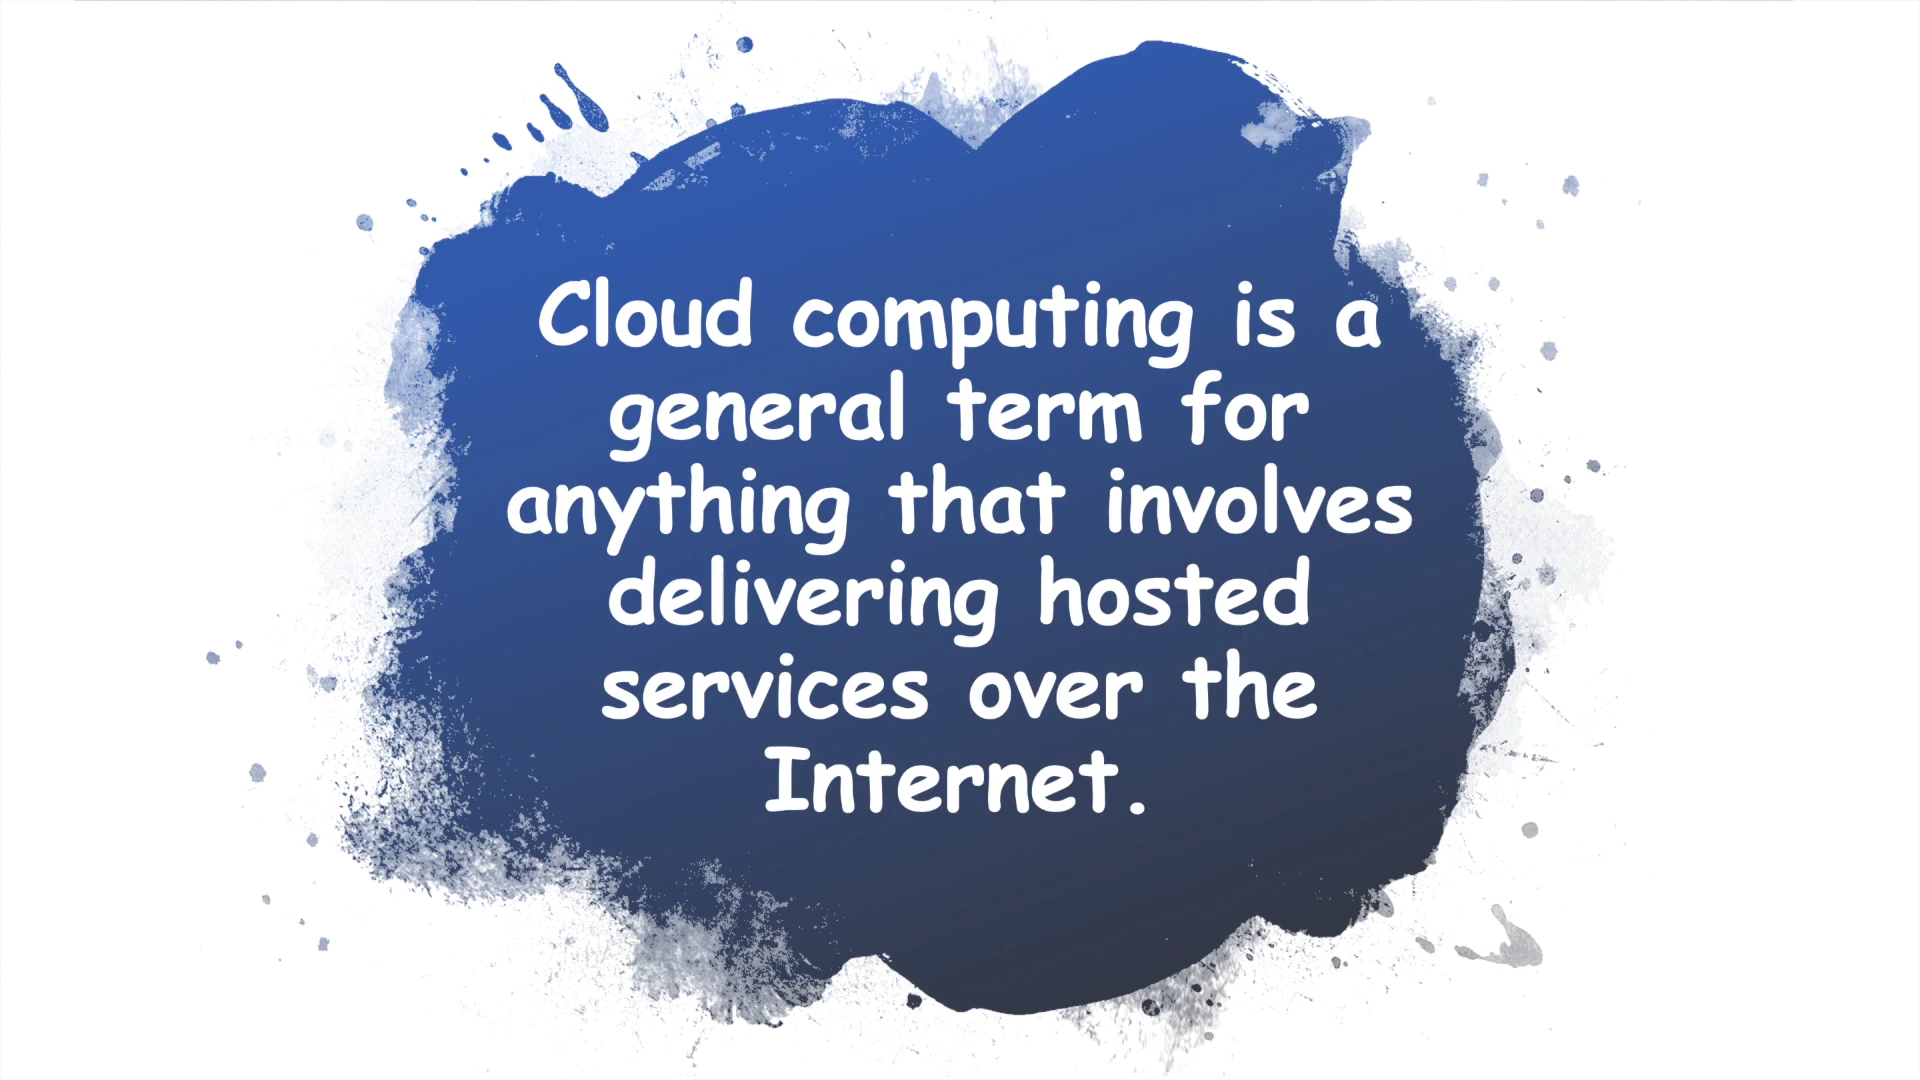 Cloud computing is a
general term for
anything that involves
delivering hosted
services over the
Internet.